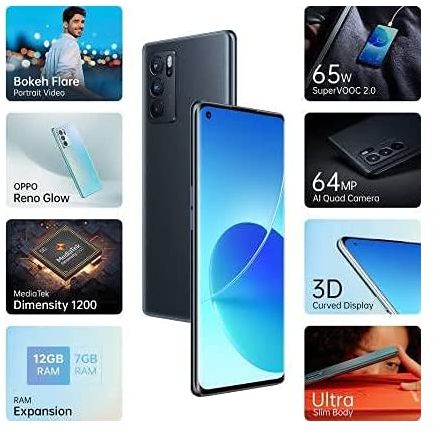 Bokeh Flare
Portrait Video
OPPO
Reno Glow
MediaTek
MediaTek
Dimensity 1200
12GB
RAM
7GB
RAM
RAM
Expansion
65W
SuperVOOC 2.0
64MP
AI Quad Camera
3D
Curved Display
Ultra
Slim Body